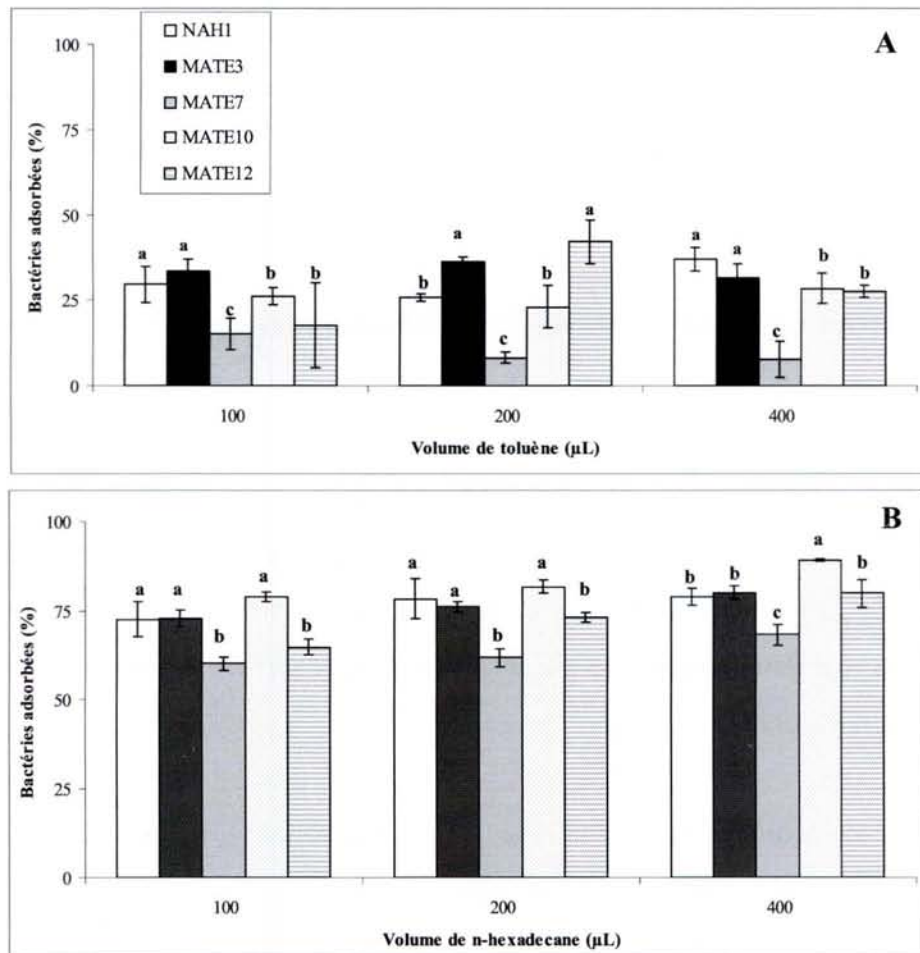 A
NAH1
MATE3
MATE7
MATE10
MATE12
Bactéries adsorbées (%)
100
75
50
25
0
a a c b b
b a c b a
a a c b b
100 200 400
Volume de toluène (µL)
B
Bactéries adsorbées (%)
100
75
50
25
0
a a b a b
a a b a b
b b c a b
100 200 400
Volume de n-hexadecane (µL)